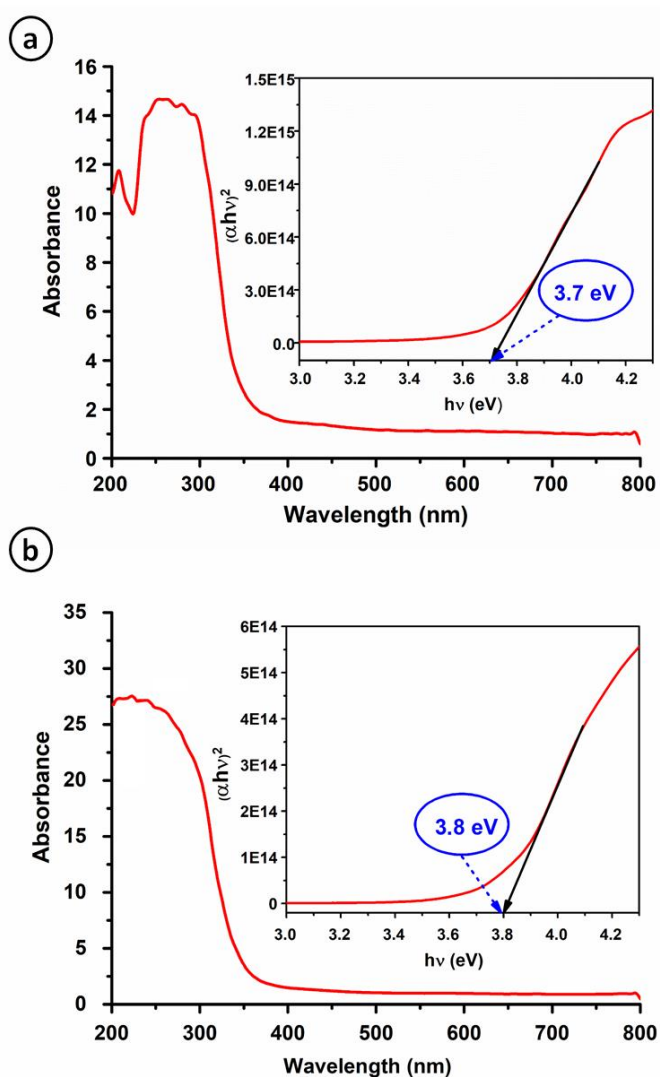 a
Absorbance
16
14
12
10
8
6
4
2
0
200 300 400 500 600 700 800
Wavelength (nm)
(αhν)²
1.5E15
1.2E15
9.0E14
6.0E14
3.0E14
0.0
3.0 3.2 3.4 3.6 3.8 4.0 4.2
hν (eV)
3.7 eV
b
Absorbance
35
30
25
20
15
10
5
0
200 300 400 500 600 700 800
Wavelength (nm)
(αhν)²
6E14
5E14
4E14
3E14
2E14
1E14
0
3.0 3.2 3.4 3.6 3.8 4.0 4.2
hν (eV)
3.8 eV